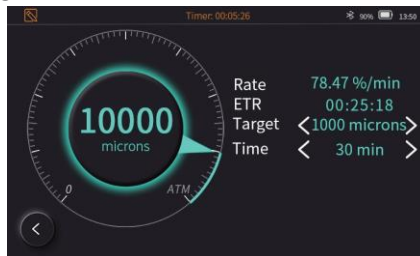 Timer: 00:05:26
90% 13:50
10000
microns
0 ATM
Rate 78.47 %/min
ETR 00:25:18
Target 1000 microns
Time 30 min